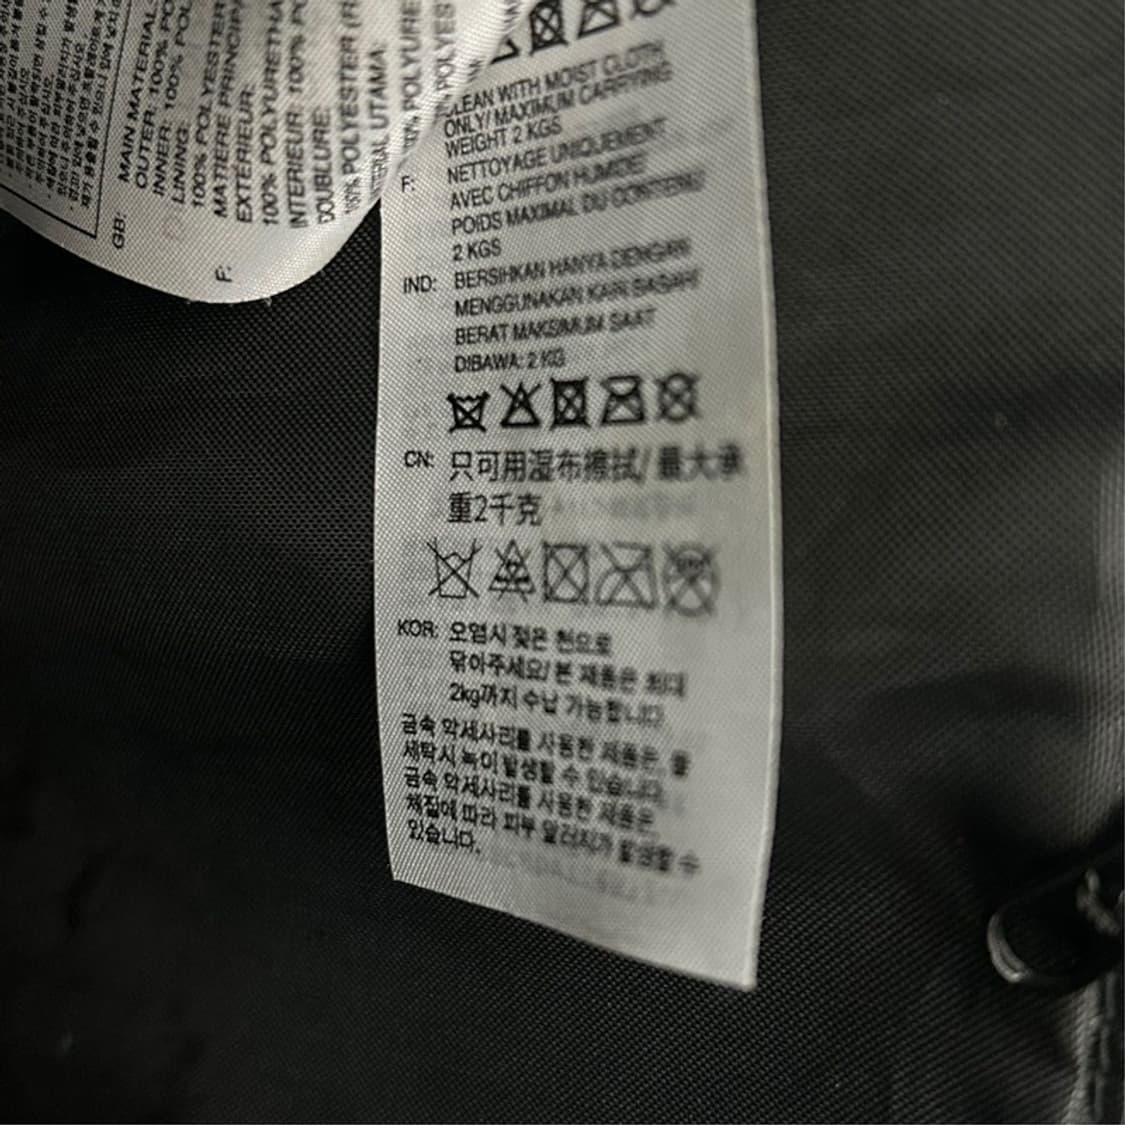 GB:
MAIN MATERIAL
OUTER: 100% PO
INNER: 100% POL
LINING:
100% POLYESTER
F:
MATIERE PRINCIPA
EXTÉRIEUR:
100% POLYURETHA
INTERIEUR: 100% PO
DOUBLURE:
100% POLYESTER (R
CLEAN WITH MOIST CLOTH
ONLY/ MAXIMUM CARRYING
WEIGHT 2 KGS
F: NETTOYAGE UNIQUEMENT
AVEC CHIFFON HUMIDE/
POIDS MAXIMAL DU CONTENU
2 KGS
IND: BERSIHKAN HANYA DENGAN
MENGGUNAKAN KAIN BASAH/
BERAT MAKSIMUM SAAT
DIBAWA: 2 KG
CN: 只可用湿布擦拭/ 最大承
重2千克
KOR: 오염시 젖은 천으로
닦아주세요/ 본 제품은 최대
2kg까지 수납 가능합니다.
금속 악세사리를 사용한 제품은, 물
세탁시 녹이 발생할 수 있습니다.
금속 악세사리를 사용한 제품은,
체질에 따라 피부 알러지가 발생할 수
있습니다.